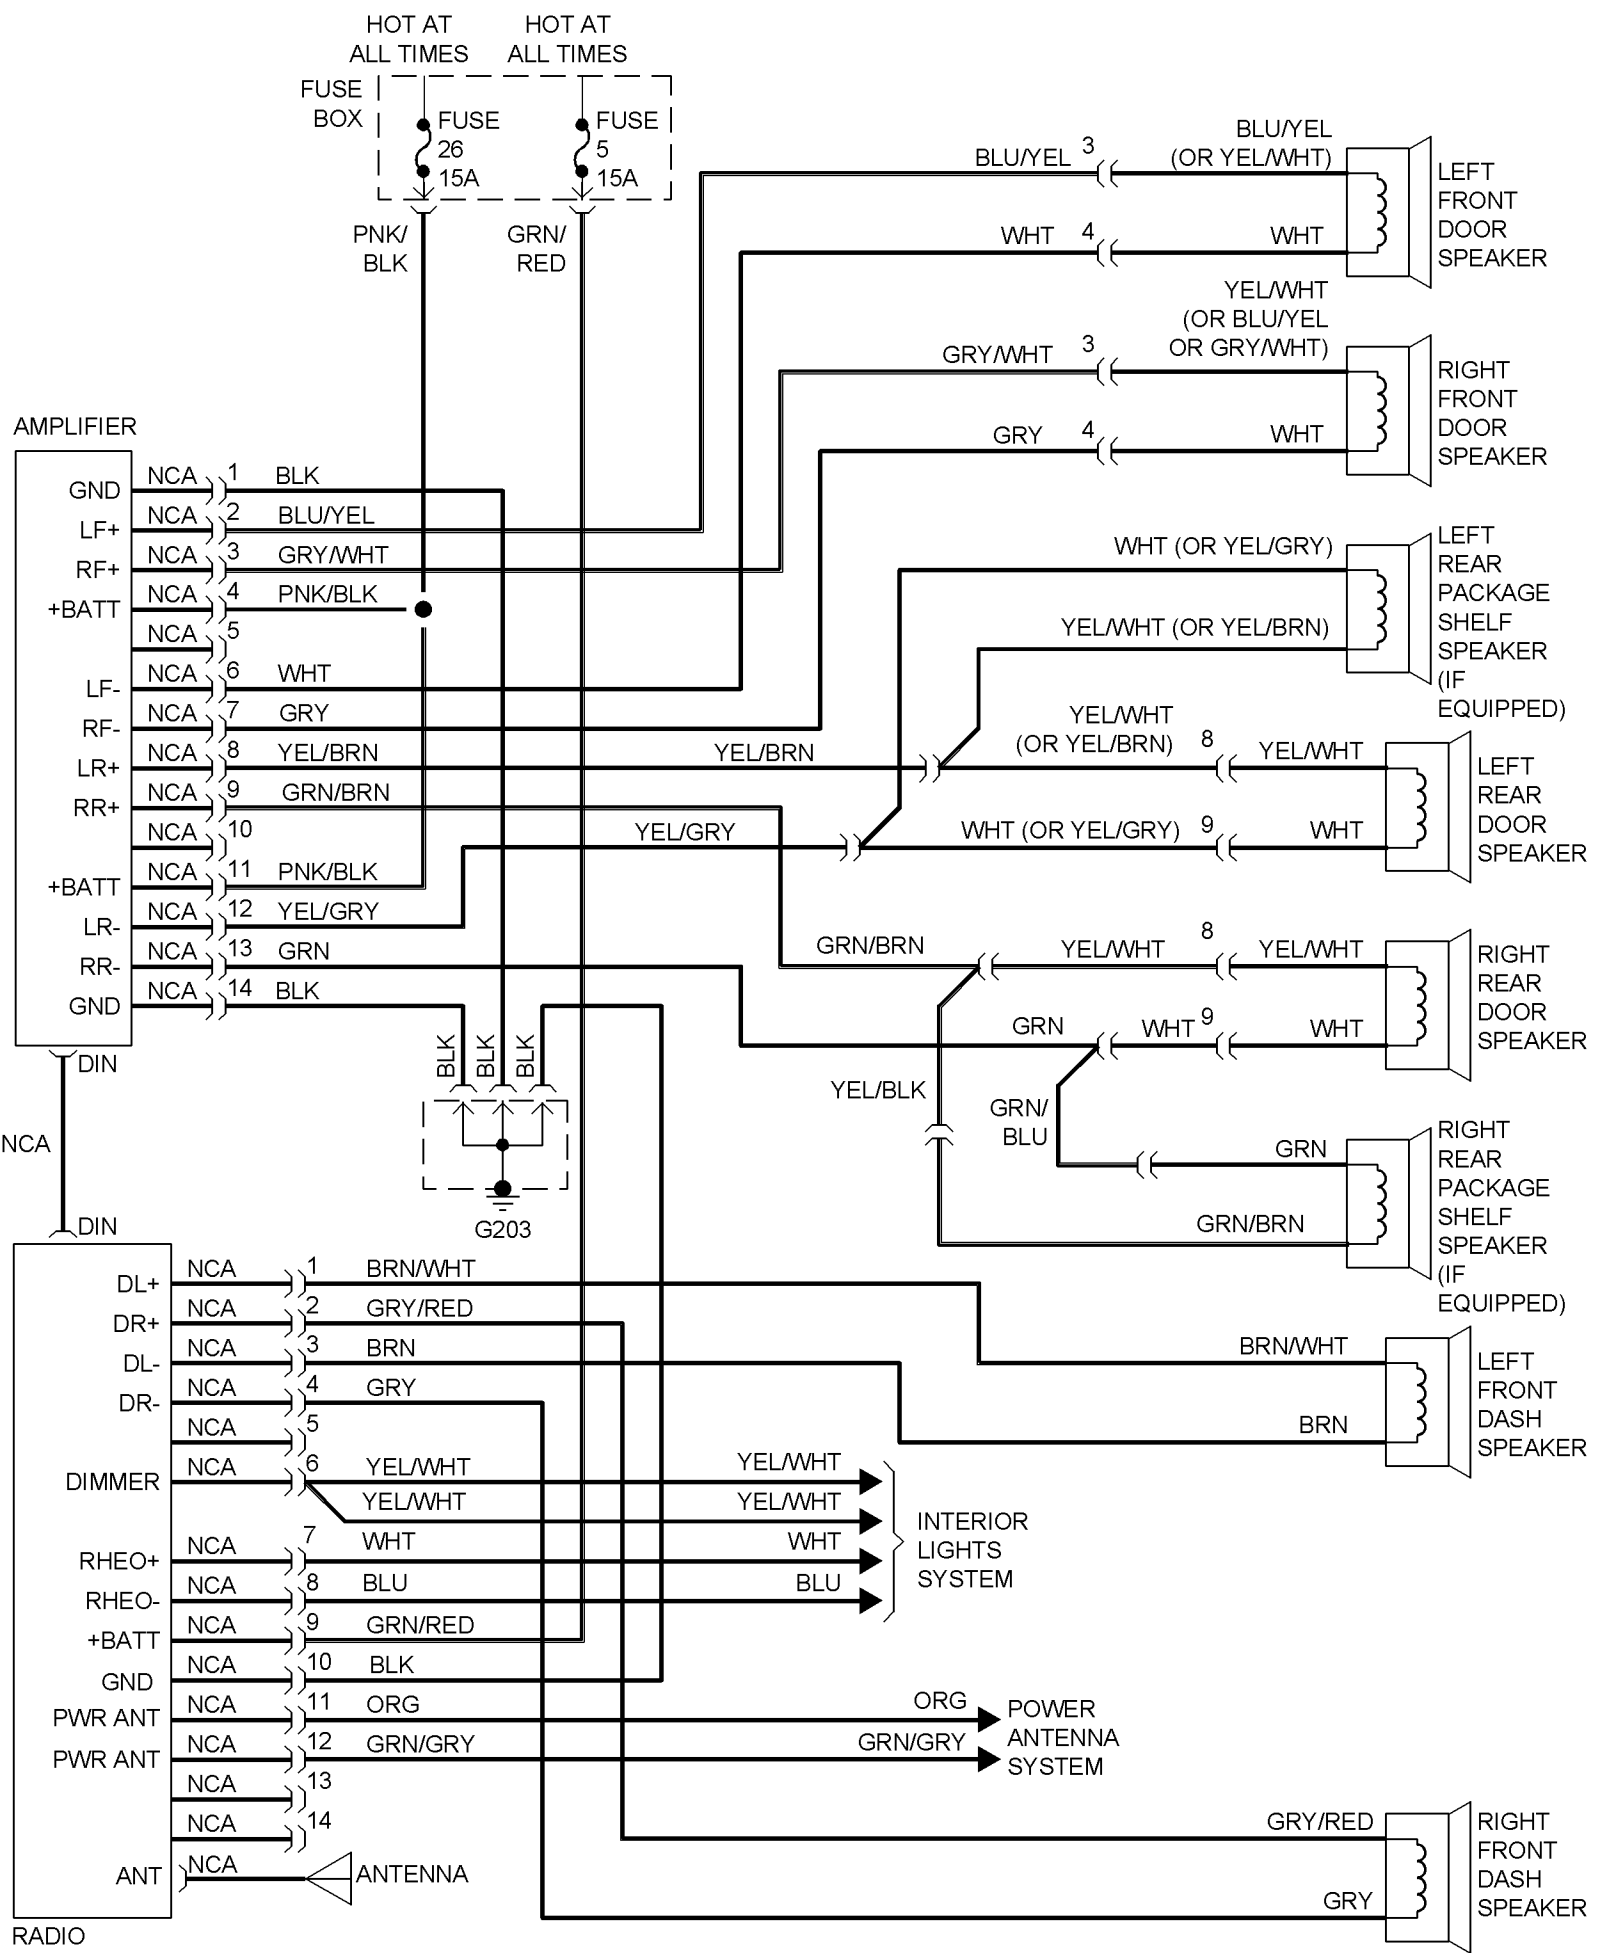 HOT AT
ALL TIMES
HOT AT
ALL TIMES
FUSE
BOX
FUSE
26
15A
FUSE
5
15A
PNK/
BLK
GRN/
RED
BLU/YEL
3
BLU/YEL
(OR YEL/WHT)
WHT
4
WHT
LEFT
FRONT
DOOR
SPEAKER
GRY/WHT
3
YEL/WHT
(OR BLU/YEL
OR GRY/WHT)
GRY
4
WHT
RIGHT
FRONT
DOOR
SPEAKER
WHT (OR YEL/GRY)
YEL/WHT (OR YEL/BRN)
LEFT
REAR
PACKAGE
SHELF
SPEAKER
(IF
EQUIPPED)
AMPLIFIER
GND NCA 1 BLK
LF+ NCA 2 BLU/YEL
RF+ NCA 3 GRY/WHT
+BATT NCA 4 PNK/BLK
NCA 5
LF- NCA 6 WHT
RF- NCA 7 GRY
LR+ NCA 8 YEL/BRN
RR+ NCA 9 GRN/BRN
NCA 10
+BATT NCA 11 PNK/BLK
LR- NCA 12 YEL/GRY
RR- NCA 13 GRN
GND NCA 14 BLK
YEL/BRN
YEL/WHT
(OR YEL/BRN)
8
YEL/WHT
YEL/GRY
WHT (OR YEL/GRY)
9
WHT
LEFT
REAR
DOOR
SPEAKER
GRN/BRN
YEL/WHT
8
YEL/WHT
GRN
WHT
9
WHT
RIGHT
REAR
DOOR
SPEAKER
YEL/BLK
GRN/
BLU
GRN
GRN/BRN
RIGHT
REAR
PACKAGE
SHELF
SPEAKER
(IF
EQUIPPED)
BLK
BLK
BLK
G203
DIN
NCA
DIN
DL+ NCA 1 BRN/WHT
DR+ NCA 2 GRY/RED
DL- NCA 3 BRN
DR- NCA 4 GRY
NCA 5
DIMMER NCA 6 YEL/WHT
YEL/WHT
RHEO+ NCA 7 WHT
RHEO- NCA 8 BLU
+BATT NCA 9 GRN/RED
GND NCA 10 BLK
PWR ANT NCA 11 ORG
PWR ANT NCA 12 GRN/GRY
NCA 13
NCA 14
ANT NCA ANTENNA
RADIO
BRN/WHT
BRN
LEFT
FRONT
DASH
SPEAKER
YEL/WHT
YEL/WHT
WHT
BLU
INTERIOR
LIGHTS
SYSTEM
ORG
GRN/GRY
POWER
ANTENNA
SYSTEM
GRY/RED
GRY
RIGHT
FRONT
DASH
SPEAKER